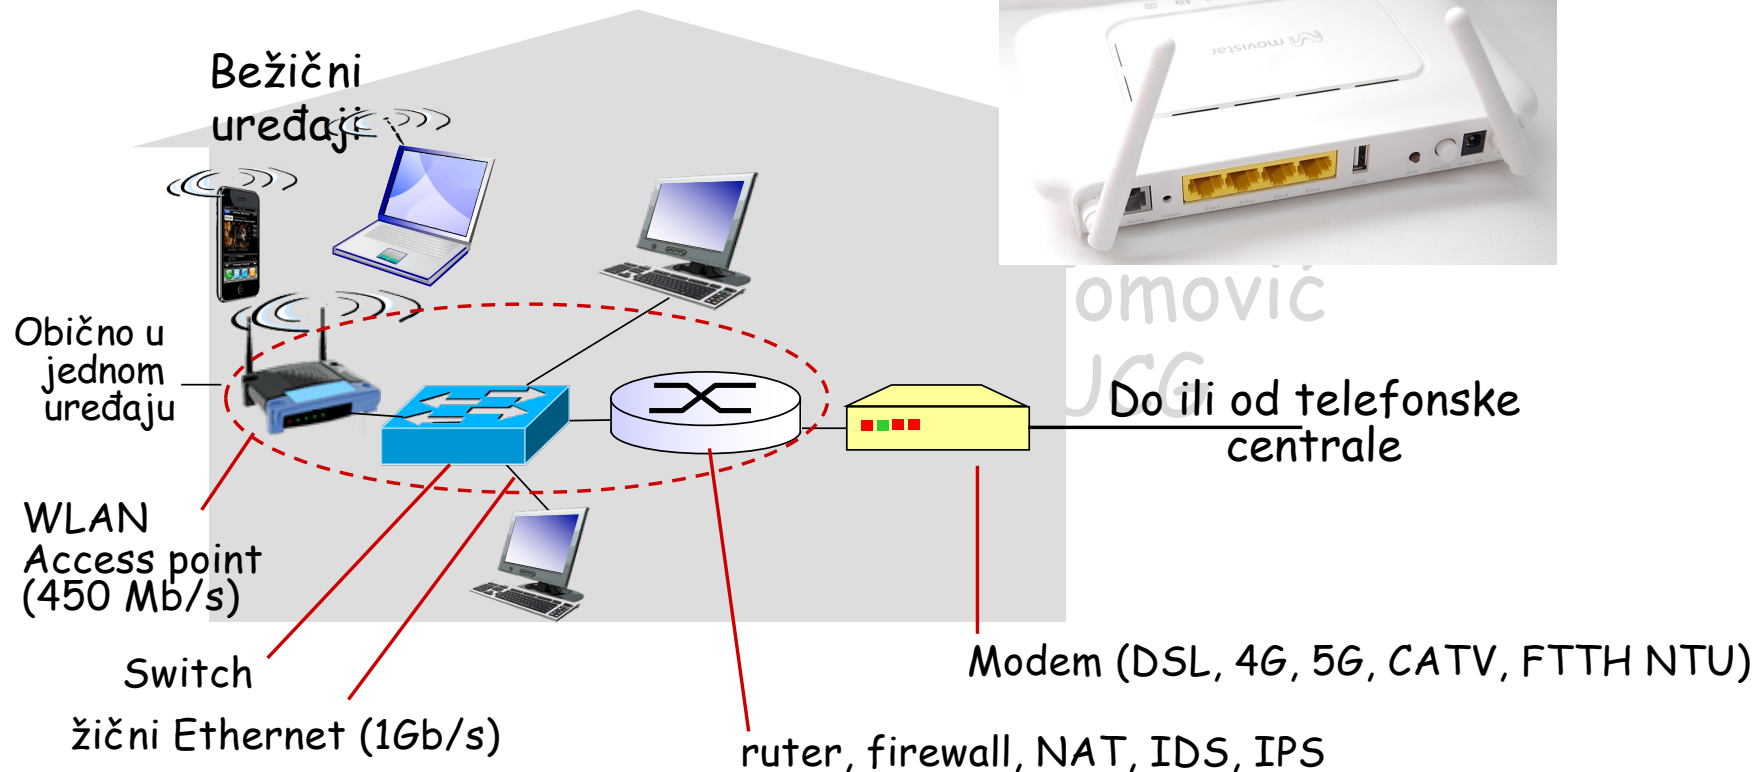 Bežični
uređaji
movistar
omović
UCG
Obično u
jednom
uređaju
Do ili od telefonske
centrale
WLAN
Access point
(450 Mb/s)
Switch
žični Ethernet (1Gb/s)
Modem (DSL, 4G, 5G, CATV, FTTH NTU)
ruter, firewall, NAT, IDS, IPS